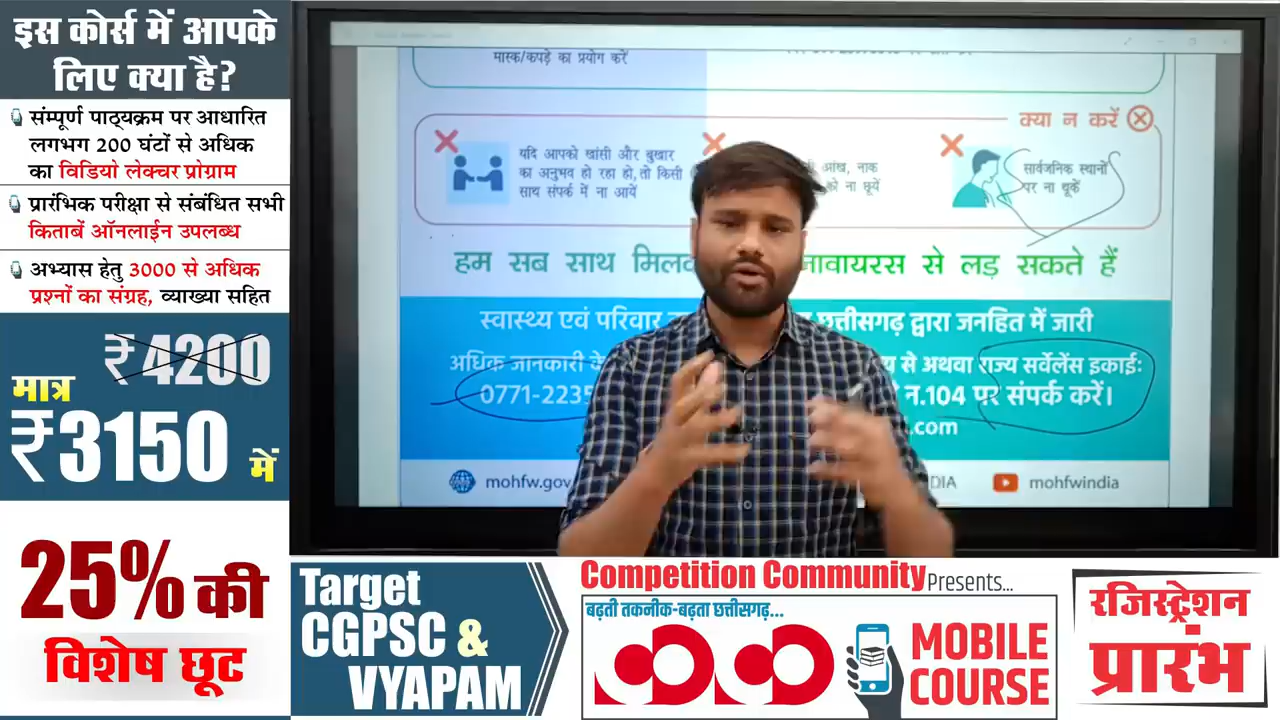 इस कोर्स में आपके
लिए क्या है?
संम्पूर्ण पाठ्यक्रम पर आधारित
लगभग 200 घंटों से अधिक
का विडियो लेक्चर प्रोग्राम
प्रारंभिक परीक्षा से संबंधित सभी
किताबें ऑनलाईन उपलब्ध
अभ्यास हेतु 3000 से अधिक
प्रश्नों का संग्रह, व्याख्या सहित
₹4200
मात्र
₹3150 में
25% की
विशेष छूट
मास्क/कपड़े का प्रयोग करें
क्या न करें
यदि आपको खांसी और बुखार
का अनुभव हो रहा हो, तो किसी
साथ संपर्क में ना आयें
आंख, नाक
को ना छूयें
सार्वजनिक स्थानों
पर ना थूकें
हम सब साथ से लड़ सकते हैं
स्वास्थ्य एवं परिवार छत्तीसगढ़ द्वारा जनहित में जारी
अधिक जानकारी से अथवा राज्य सर्वेलेंस इकाई:
0771-2235 न.104 पर संपर्क करें।
.com
mohfw.gov
mohfwindia
Target
CGPSC &
VYAPAM
Competition Community Presents...
बढ़ती तकनीक-बढ़ता छत्तीसगढ़...
MOBILE
COURSE
रजिस्ट्रेशन
प्रारंभ